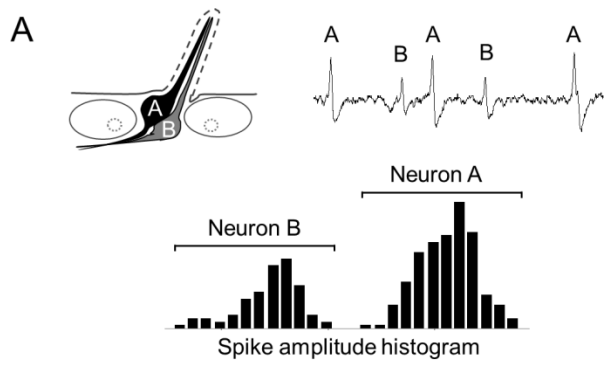 A
A B A B A
A
B
Neuron A
Neuron B
Spike amplitude histogram